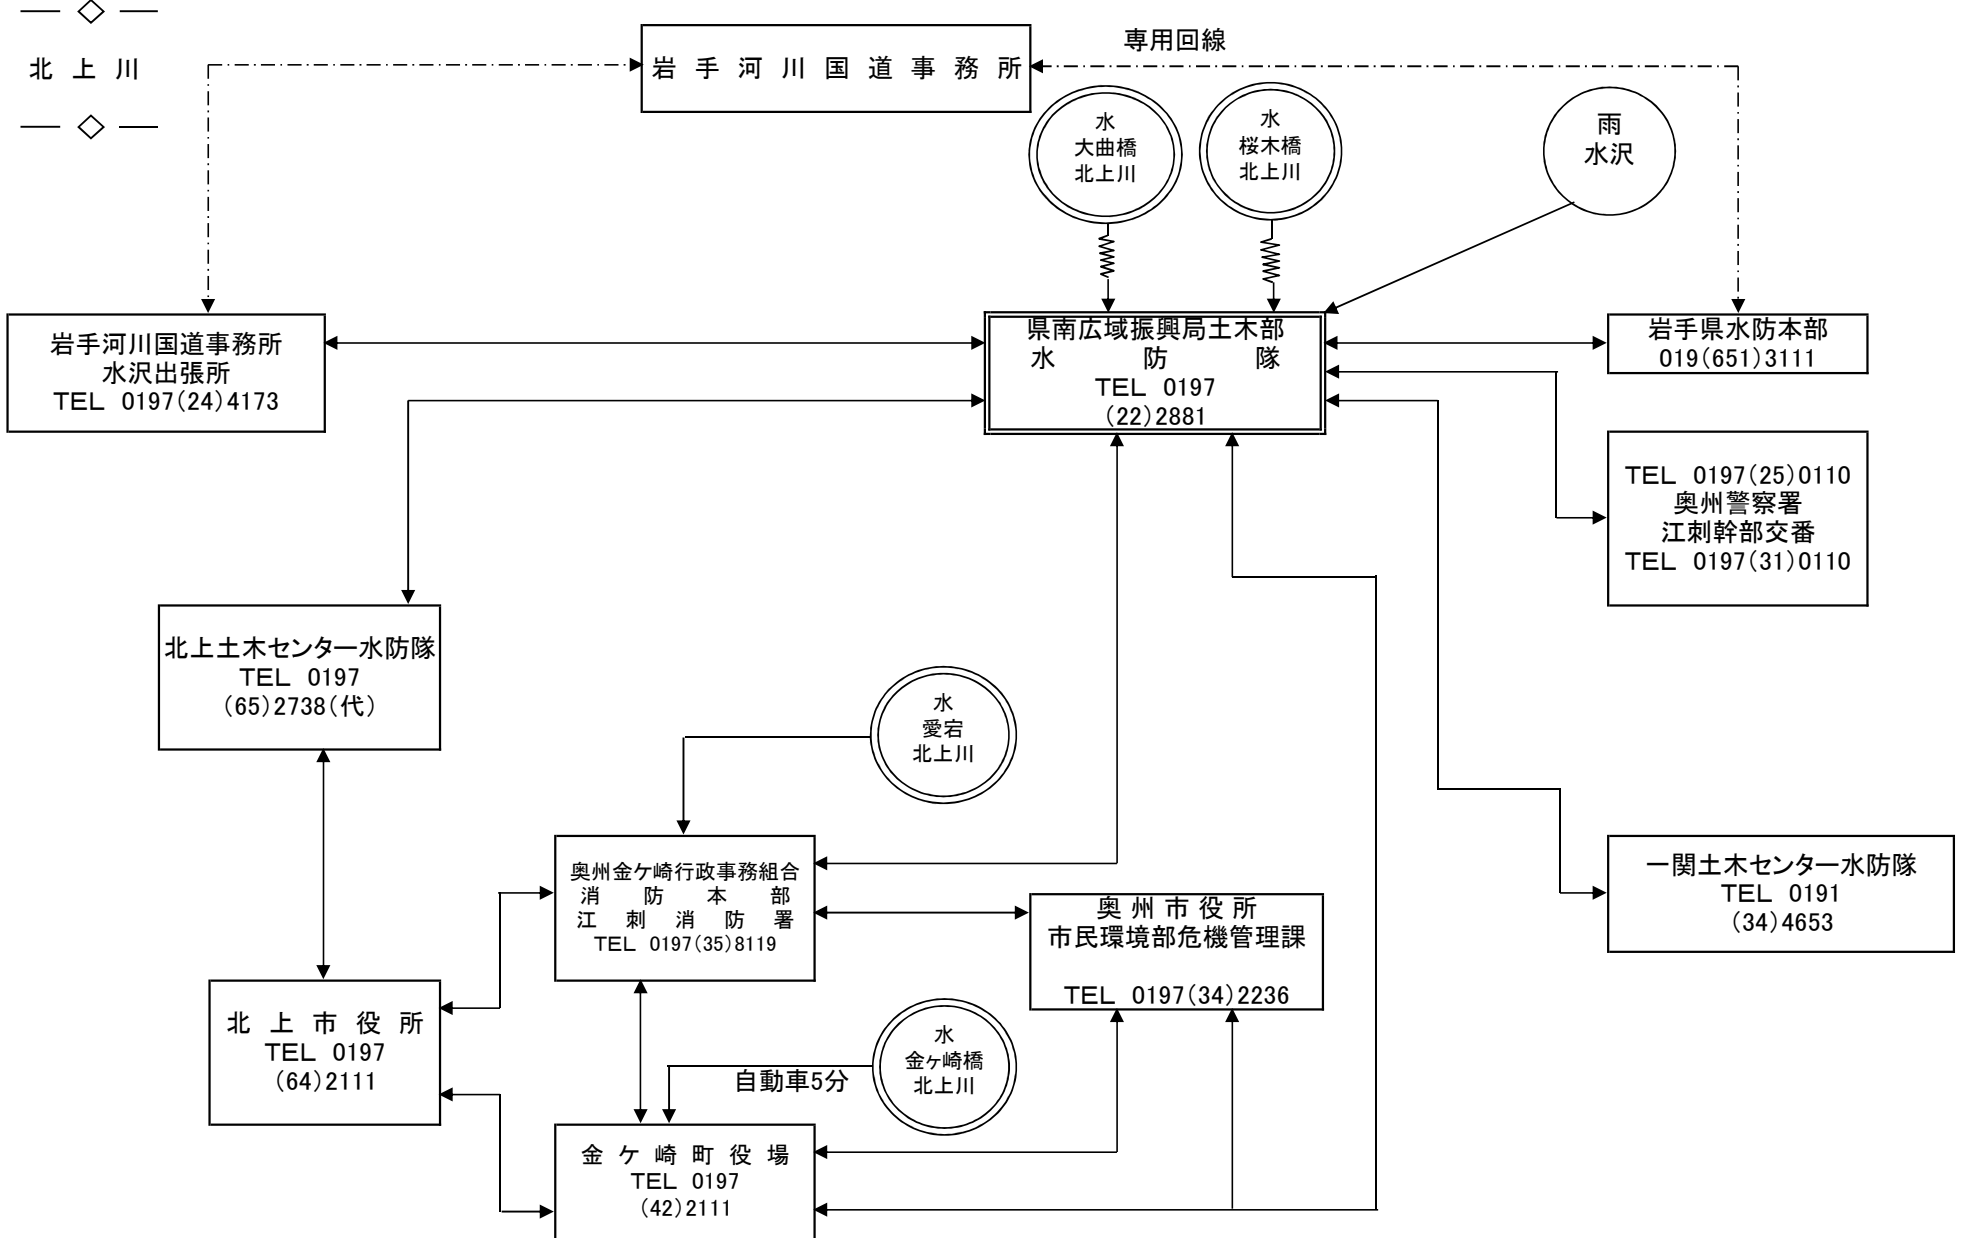 北上川
岩手河川国道事務所
専用回線
水
大曲橋
北上川
水
桜木橋
北上川
雨
水沢
岩手河川国道事務所
水沢出張所
TEL 0197(24)4173
県南広域振興局土木部
水防隊
TEL 0197
(22)2881
岩手県水防本部
019(651)3111
TEL 0197(25)0110
奥州警察署
江刺幹部交番
TEL 0197(31)0110
北上土木センター水防隊
TEL 0197
(65)2738(代)
水
愛宕
北上川
奥州金ケ崎行政事務組合
消防本部
江刺消防署
TEL 0197(35)8119
奥州市役所
市民環境部危機管理課
TEL 0197(34)2236
一関土木センター水防隊
TEL 0191
(34)4653
北上市役所
TEL 0197
(64)2111
水
金ヶ崎橋
北上川
自動車5分
金ケ崎町役場
TEL 0197
(42)2111